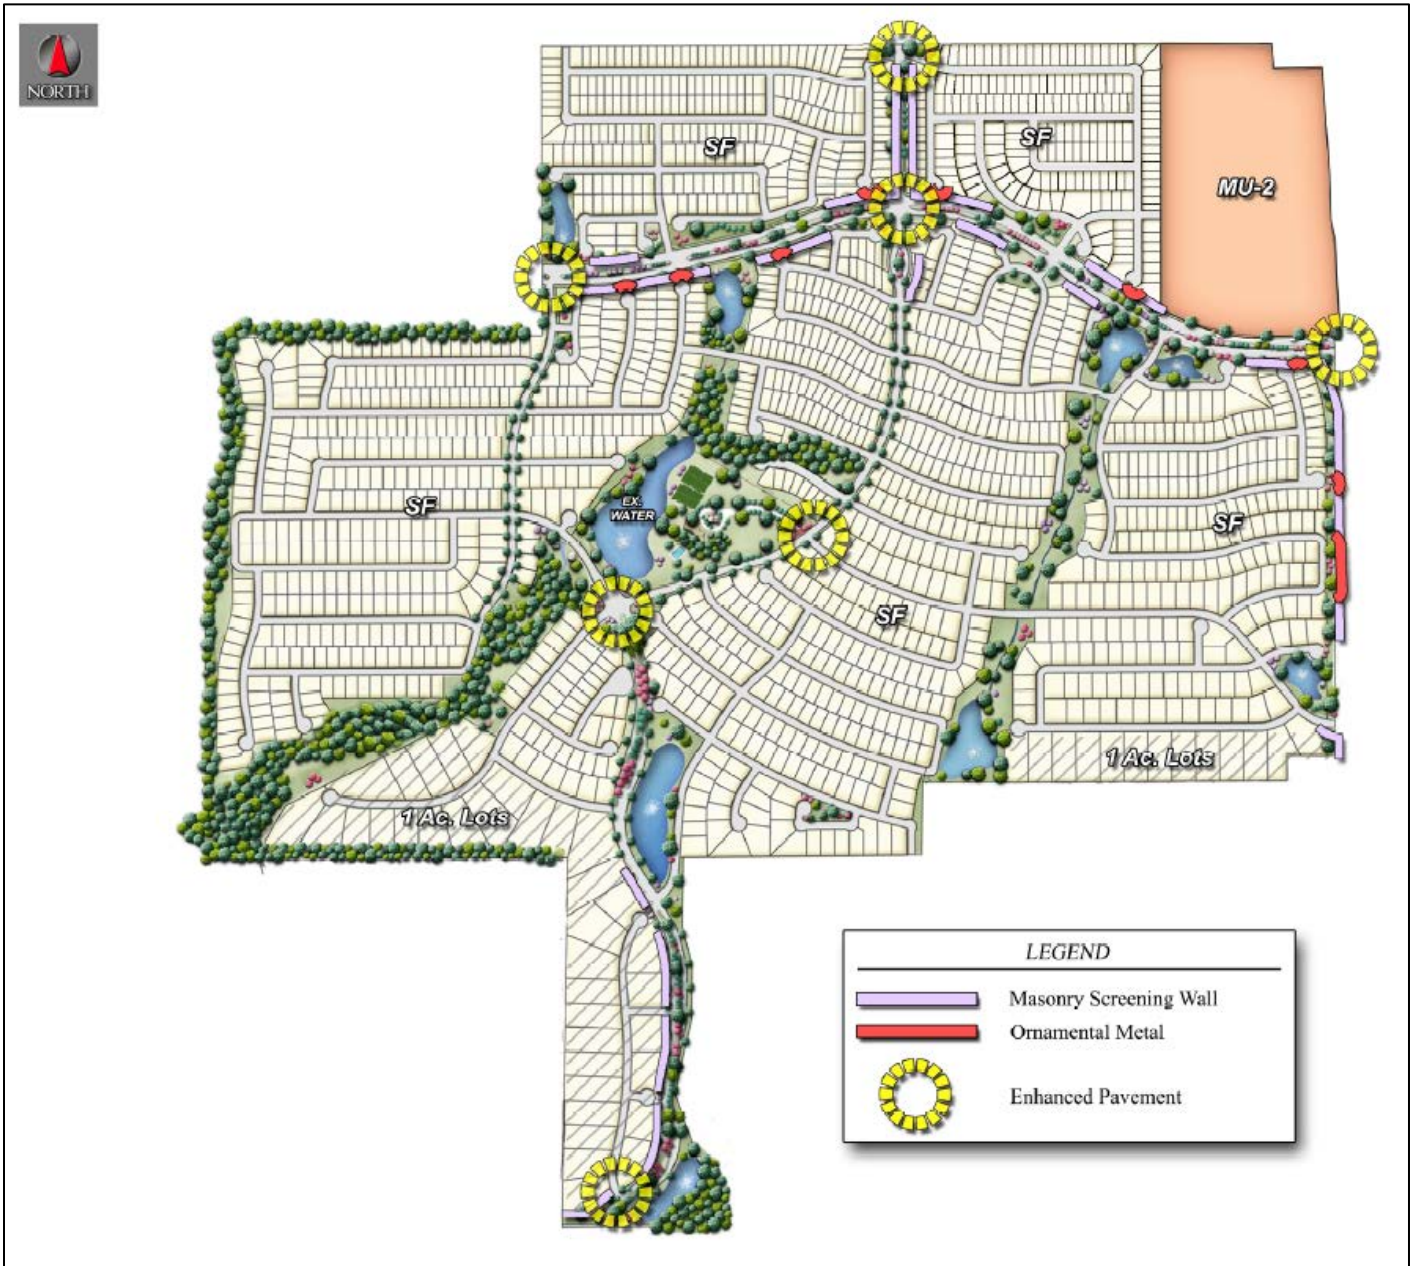 NORTH
SF
SF
MU-2
SF
EX.
WATER
SF
SF
1 Ac. Lots
1 Ac. Lots
LEGEND
Masonry Screening Wall
Ornamental Metal
Enhanced Pavement